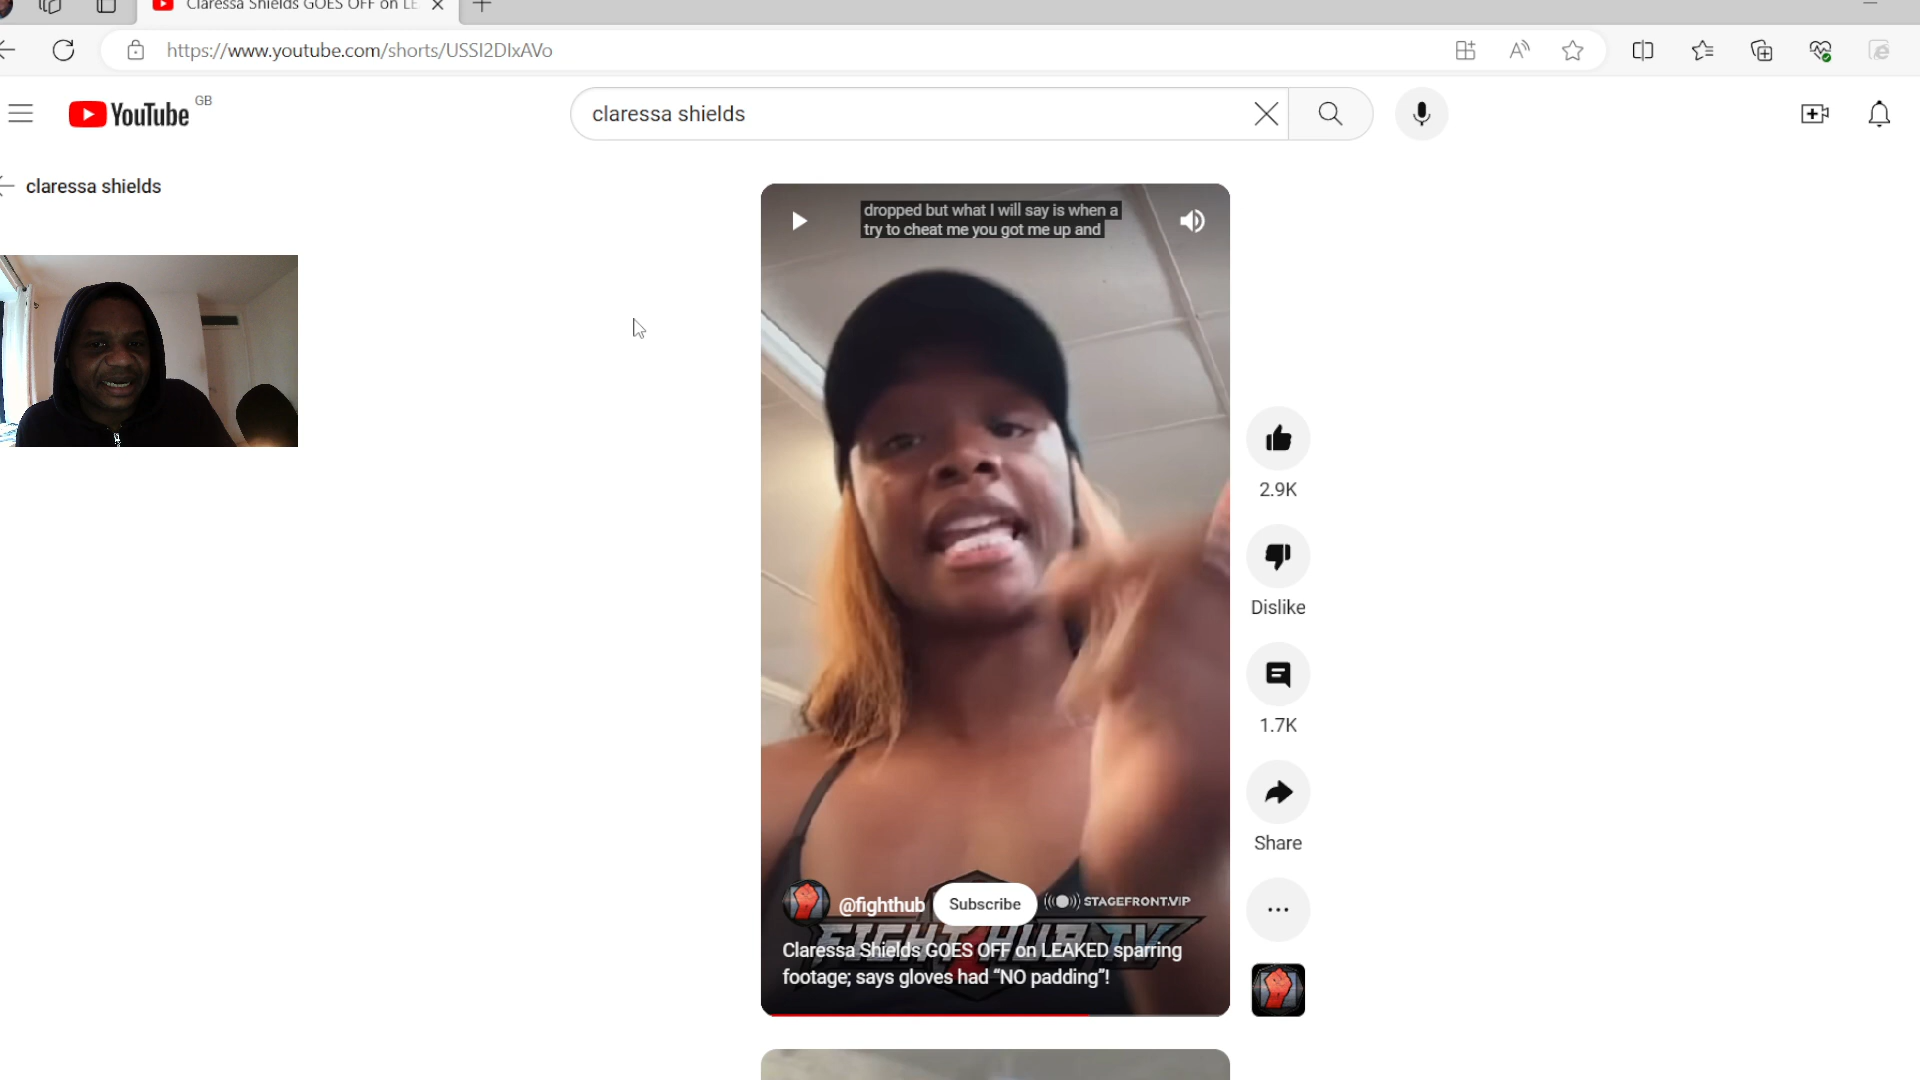 Claressa Shields GOES OFF on LE
https://www.youtube.com/shorts/USSI2DIxAVo
YouTube GB
claressa shields
claressa shields
dropped but what I will say is when a
try to cheat me you got me up and
2.9K
Dislike
1.7K
Share
@fighthub Subscribe STAGEFRONT.VIP
FIGHT HUB TV
Claressa Shields GOES OFF on LEAKED sparring
footage; says gloves had “NO padding”!